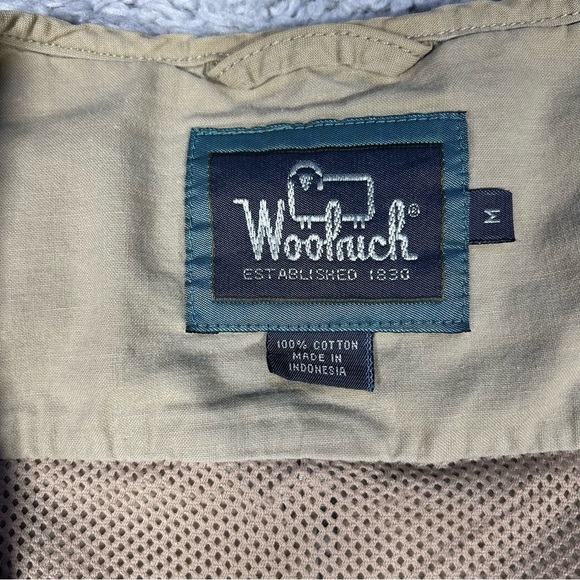 Woolrich®
ESTABLISHED 1830
M
100% COTTON
MADE IN
INDONESIA